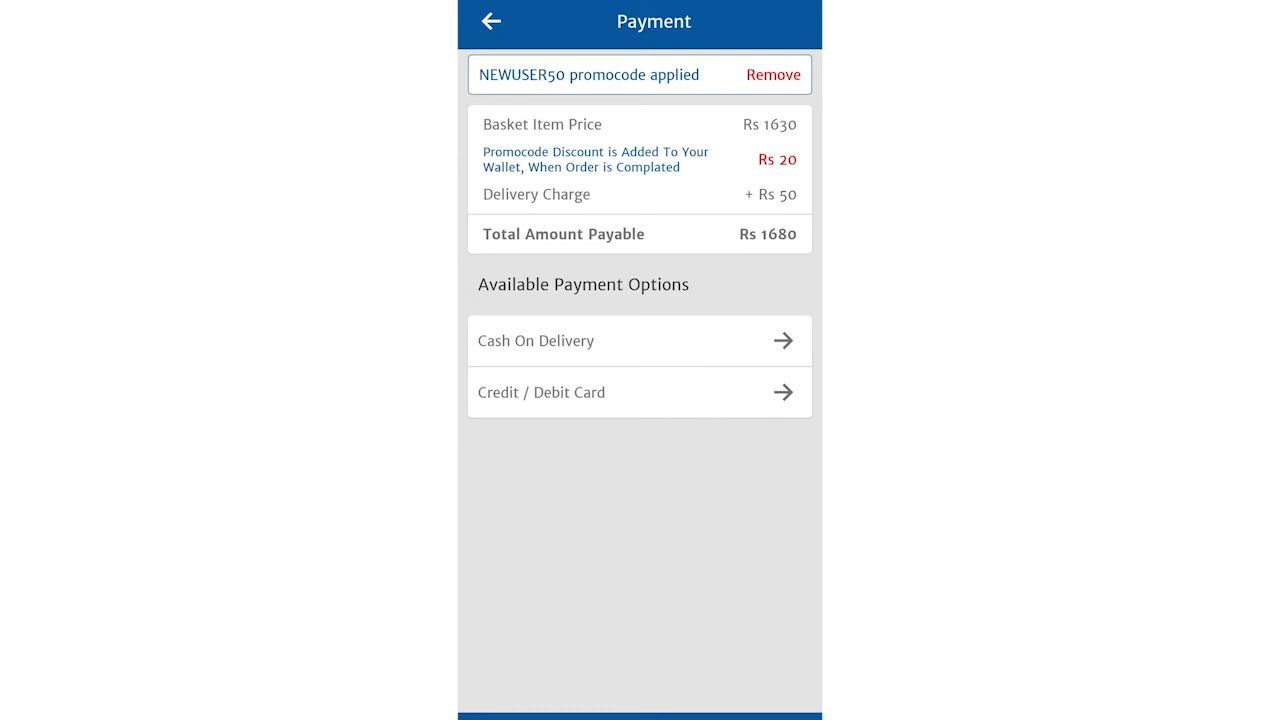 Payment
NEWUSER50 promocode applied Remove
Basket Item Price Rs 1630
Promocode Discount is Added To Your
Wallet, When Order is Complated Rs 20
Delivery Charge + Rs 50
Total Amount Payable Rs 1680
Available Payment Options
Cash On Delivery
Credit / Debit Card